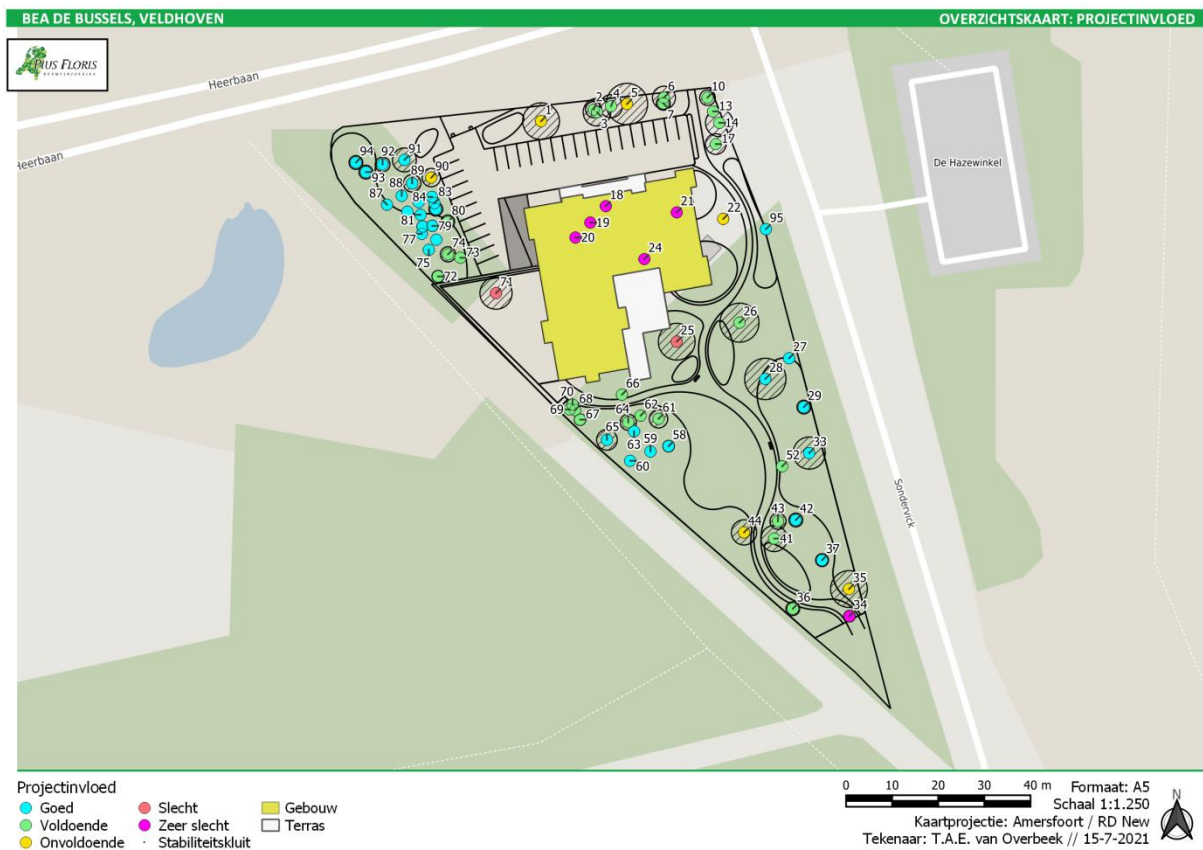 BEA DE BUSSELS, VELDHOVEN
OVERZICHTSKAART: PROJECTINVLOED
PIUS FLORIS
BOOMVERZORGING
Heerbaan
Heerbaan
De Hazewinkel
Sondervick
1
2
3
4
5
6
7
10
13
14
17
18
19
20
21
22
24
25
26
27
28
29
33
34
35
36
37
41
42
43
44
52
58
59
60
61
62
63
64
65
66
67
68
69
70
71
72
73
74
75
77
79
80
81
83
84
87
88
89
90
91
92
93
94
95
Projectinvloed
Goed
Voldoende
Onvoldoende
Slecht
Zeer slecht
Stabiliteitskluit
Gebouw
Terras
0 10 20 30 40 m
Formaat: A5
Schaal 1:1.250
Kaartprojectie: Amersfoort / RD New
Tekenaar: T.A.E. van Overbeek // 15-7-2021
N